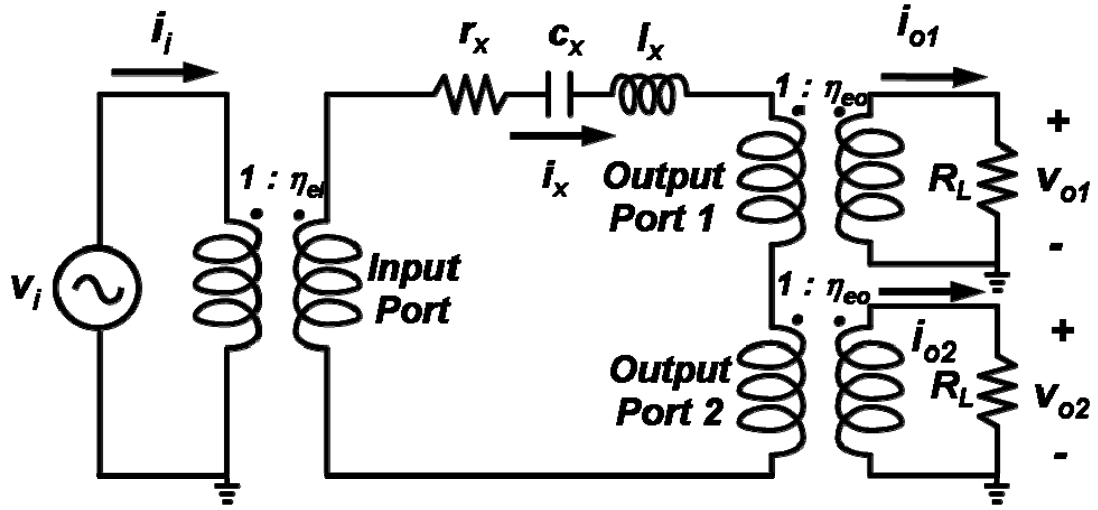 i_i
r_x
c_x
l_x
i_o1
1 : η_eo
+
R_L
v_o1
-
1 : η_ei
i_x
Output
Port 1
Input
Port
v_i
1 : η_eo
i_o2
+
R_L
v_o2
-
Output
Port 2